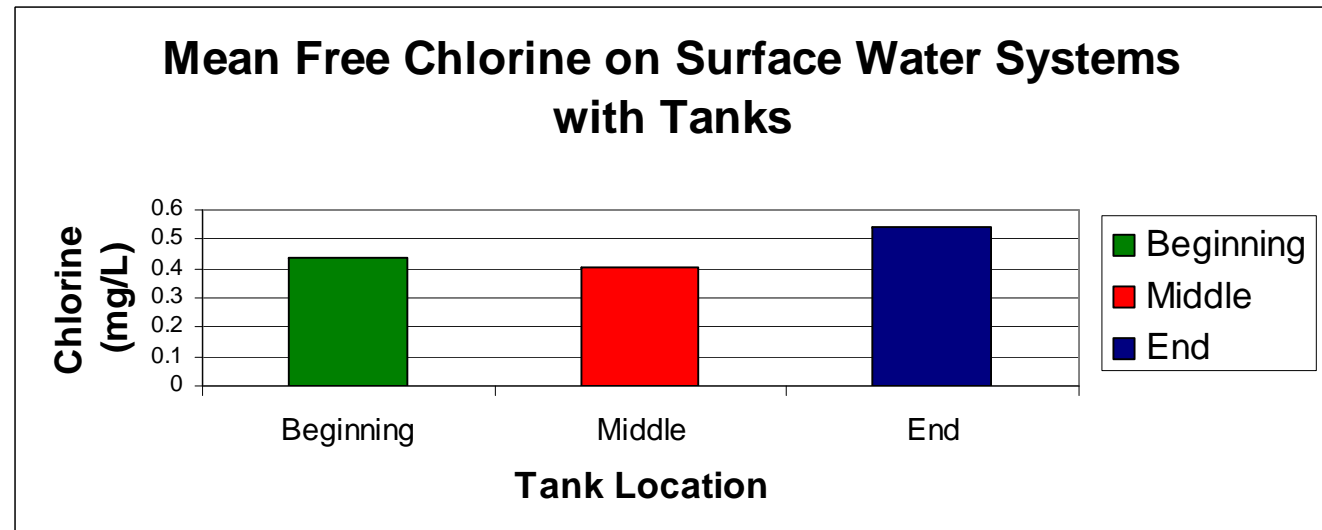 Mean Free Chlorine on Surface Water Systems
with Tanks
Chlorine
(mg/L)
0.6
0.5
0.4
0.3
0.2
0.1
0
Beginning
Middle
End
Tank Location
Beginning
Middle
End